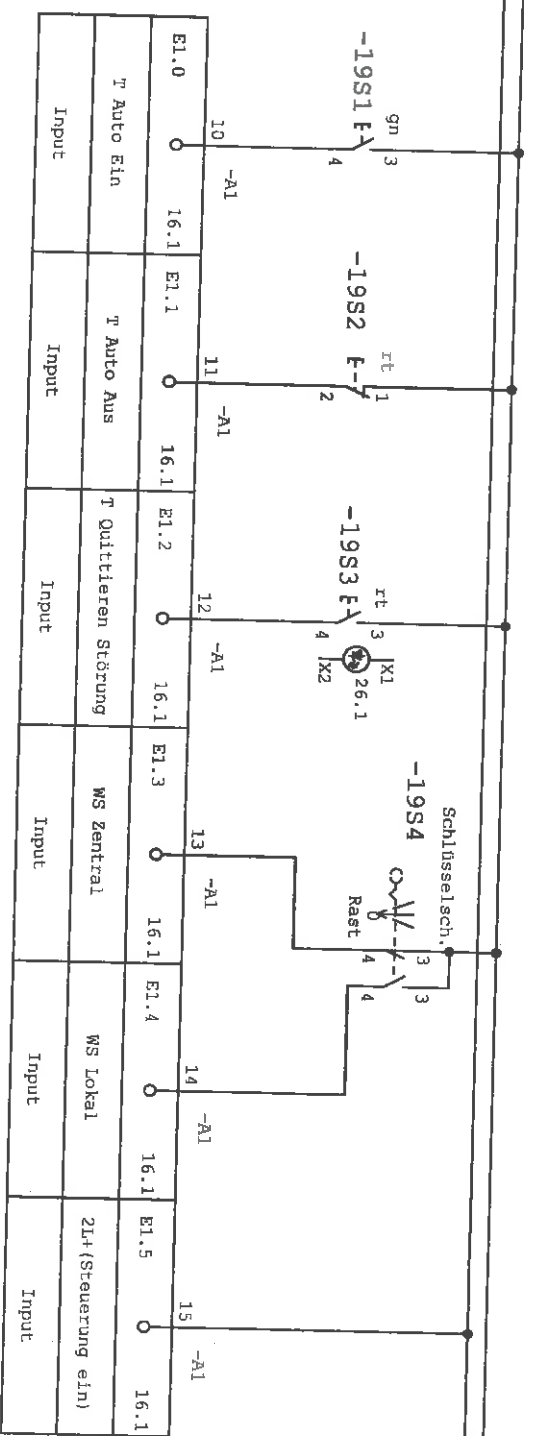 -19S1
gn
3
4
-19S2
rt
1
2
-19S3
rt
3
4
X1
X2
26.1
Schlüsselsch.
-19S4
Rast
3
4
3
4
10
-A1
11
-A1
12
-A1
13
-A1
14
-A1
15
-A1
E1.0
16.1
E1.1
16.1
E1.2
16.1
E1.3
16.1
E1.4
16.1
E1.5
16.1
T Auto Ein
T Auto Aus
T Quittieren Störung
WS Zentral
WS Lokal
2L+(Steuerung ein)
Input
Input
Input
Input
Input
Input